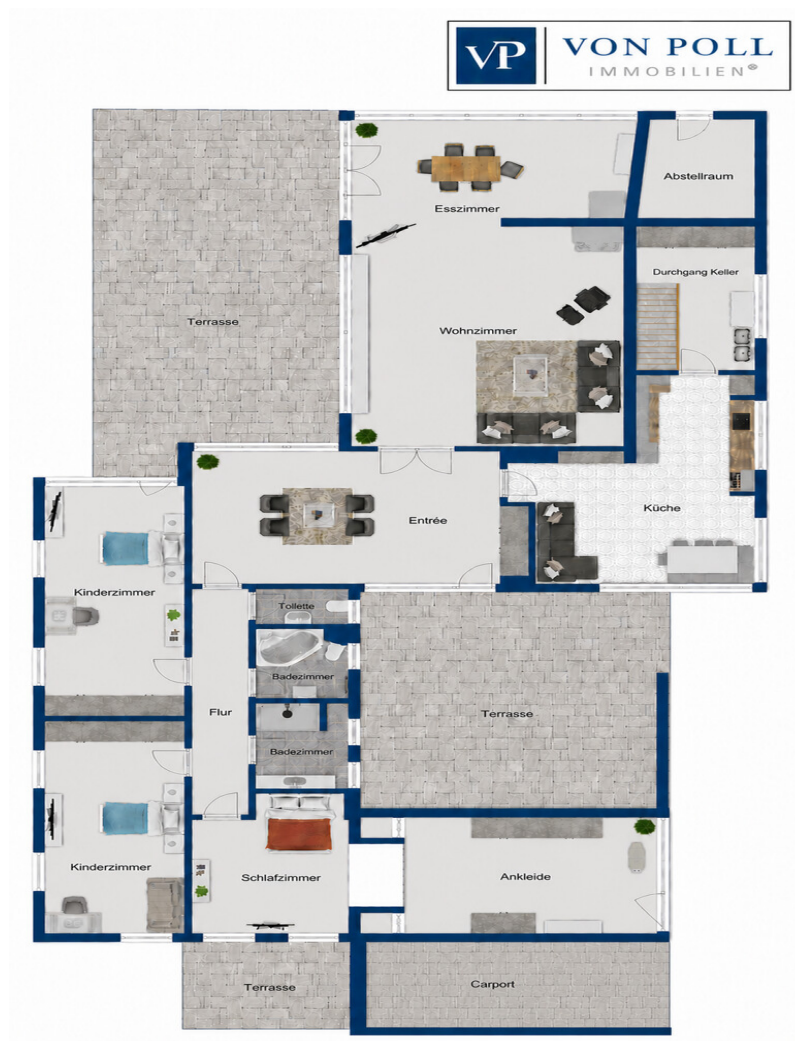 VP
VON POLL
IMMOBILIEN®
Abstellraum
Esszimmer
Durchgang Keller
Terrasse
Wohnzimmer
Küche
Entrée
Kinderzimmer
Toilette
Badezimmer
Flur
Terrasse
Badezimmer
Kinderzimmer
Schlafzimmer
Ankleide
Terrasse
Carport